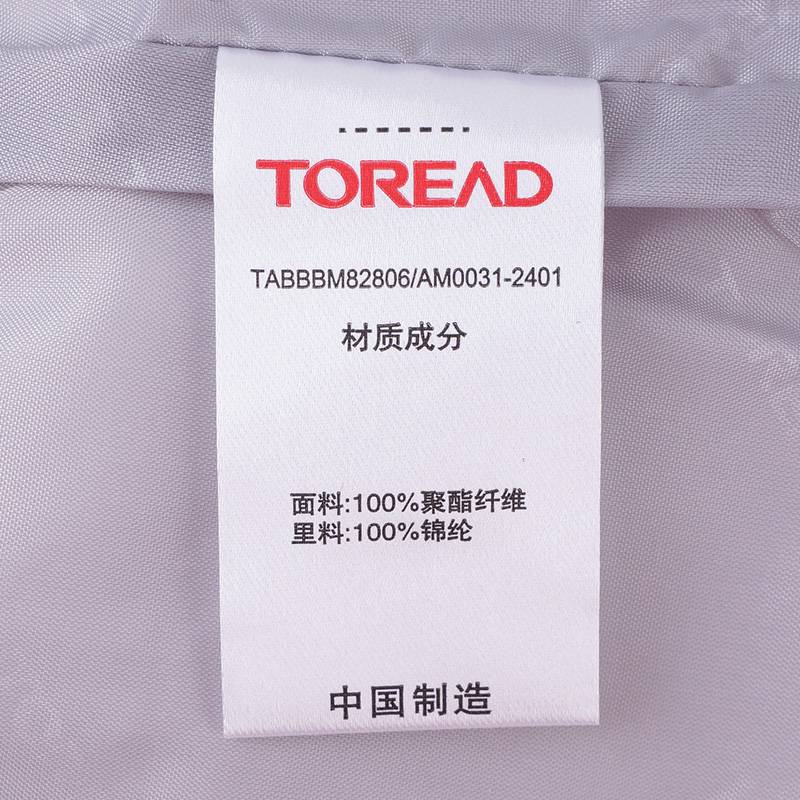 TOREAD
TABBBM82806/AM0031-2401
材质成分
面料:100%聚酯纤维
里料:100%锦纶
中国制造